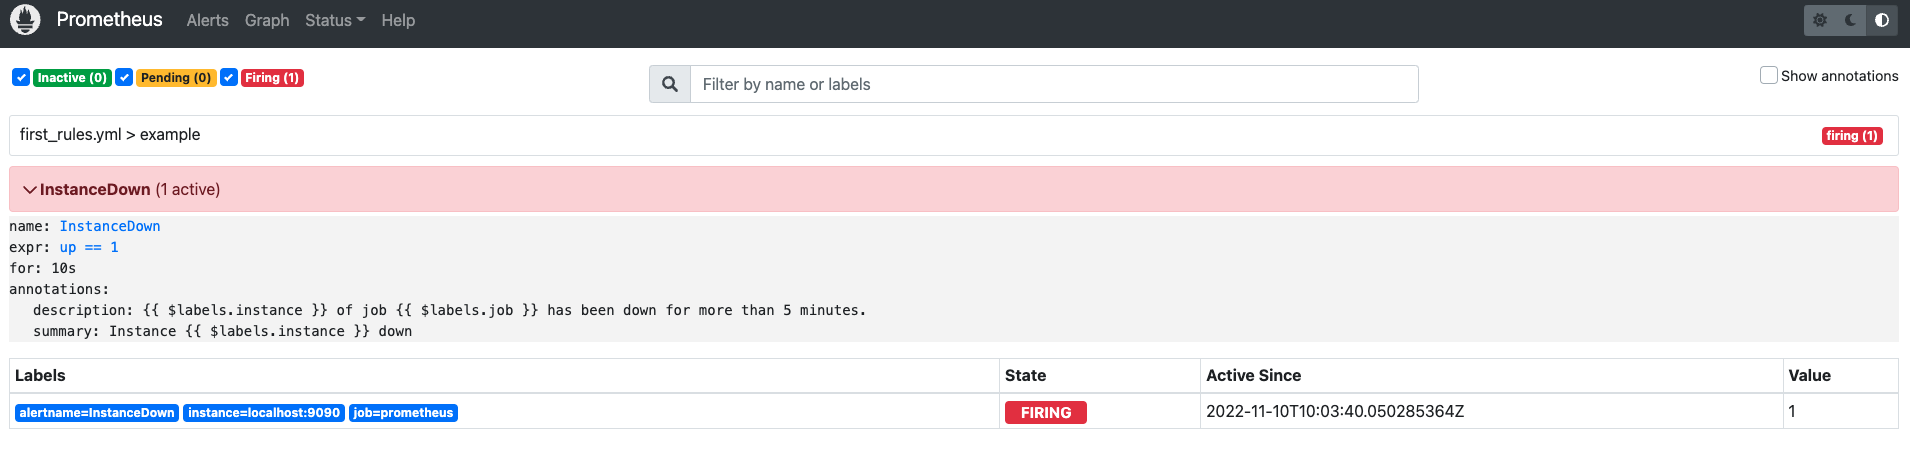 Prometheus Alerts Graph Status Help
Inactive (0) Pending (0) Firing (1) Filter by name or labels Show annotations
first_rules.yml > example firing (1)
InstanceDown (1 active)
name: InstanceDown
expr: up == 1
for: 10s
annotations:
description: {{ $labels.instance }} of job {{ $labels.job }} has been down for more than 5 minutes.
summary: Instance {{ $labels.instance }} down
Labels State Active Since Value
alertname=InstanceDown instance=localhost:9090 job=prometheus FIRING 2022-11-10T10:03:40.050285364Z 1